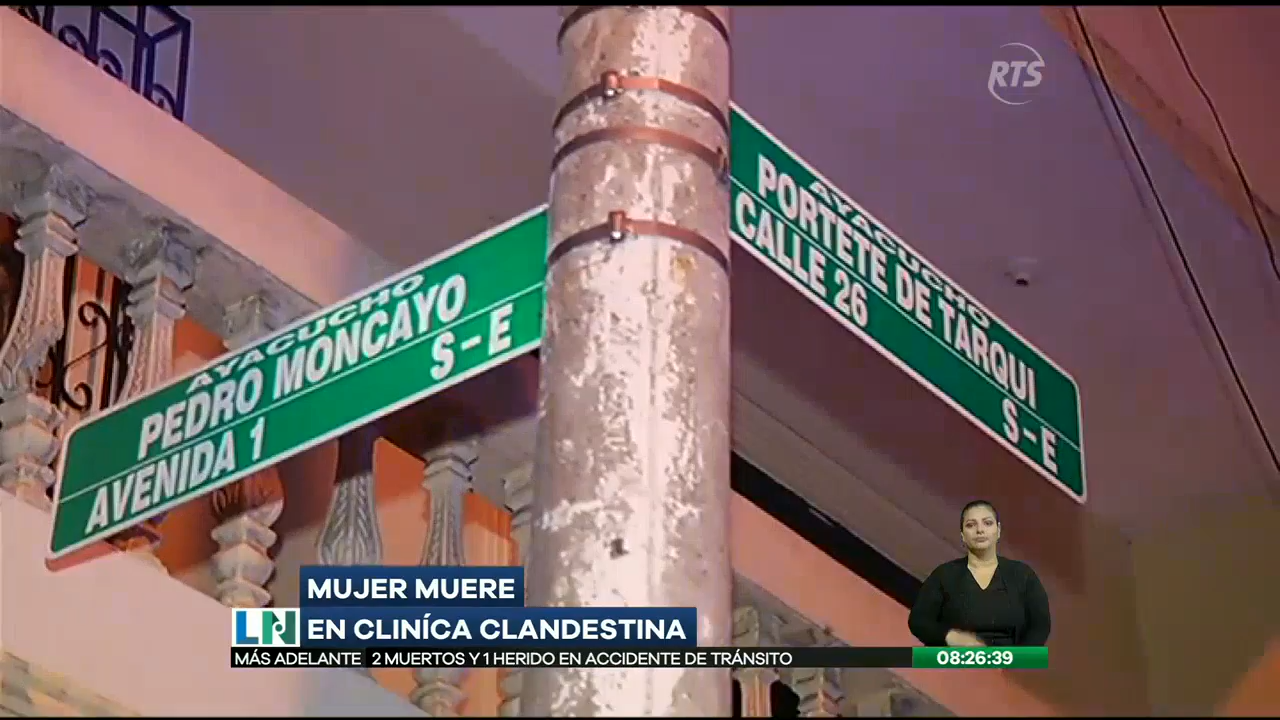 RTS
AYACUCHO
PEDRO MONCAYO
AVENIDA 1
S-E
AYACUCHO
PORTETE DE TARQUI
CALLE 26
S-E
MUJER MUERE
LN EN CLINÍCA CLANDESTINA
MÁS ADELANTE 2 MUERTOS Y 1 HERIDO EN ACCIDENTE DE TRÁNSITO 08:26:39